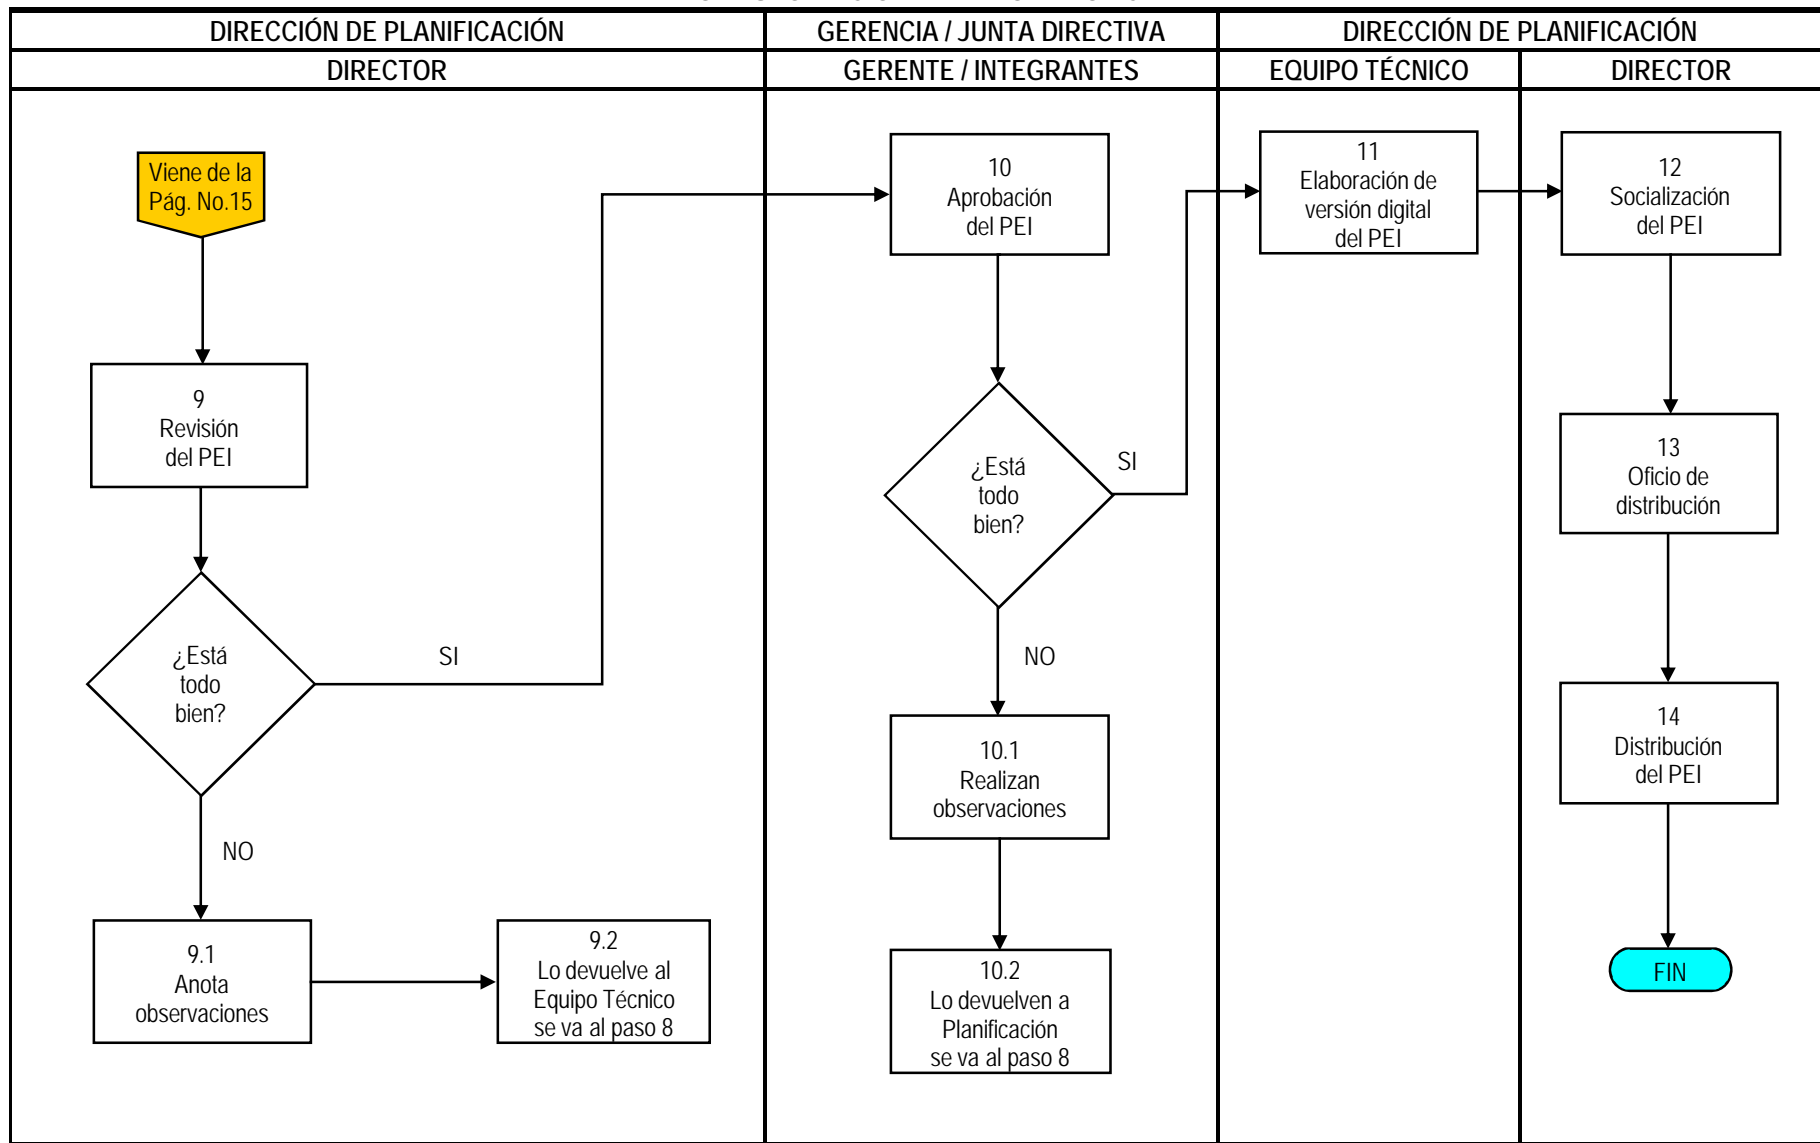 DIRECCIÓN DE PLANIFICACIÓN
GERENCIA / JUNTA DIRECTIVA
DIRECCIÓN DE PLANIFICACIÓN
DIRECTOR
GERENTE / INTEGRANTES
EQUIPO TÉCNICO
DIRECTOR
Viene de la
Pág. No.15
9
Revisión
del PEI
¿Está
todo
bien?
SI
NO
9.1
Anota
observaciones
9.2
Lo devuelve al
Equipo Técnico
se va al paso 8
10
Aprobación
del PEI
¿Está
todo
bien?
SI
NO
10.1
Realizan
observaciones
10.2
Lo devuelven a
Planificación
se va al paso 8
11
Elaboración de
versión digital
del PEI
12
Socialización
del PEI
13
Oficio de
distribución
14
Distribución
del PEI
FIN